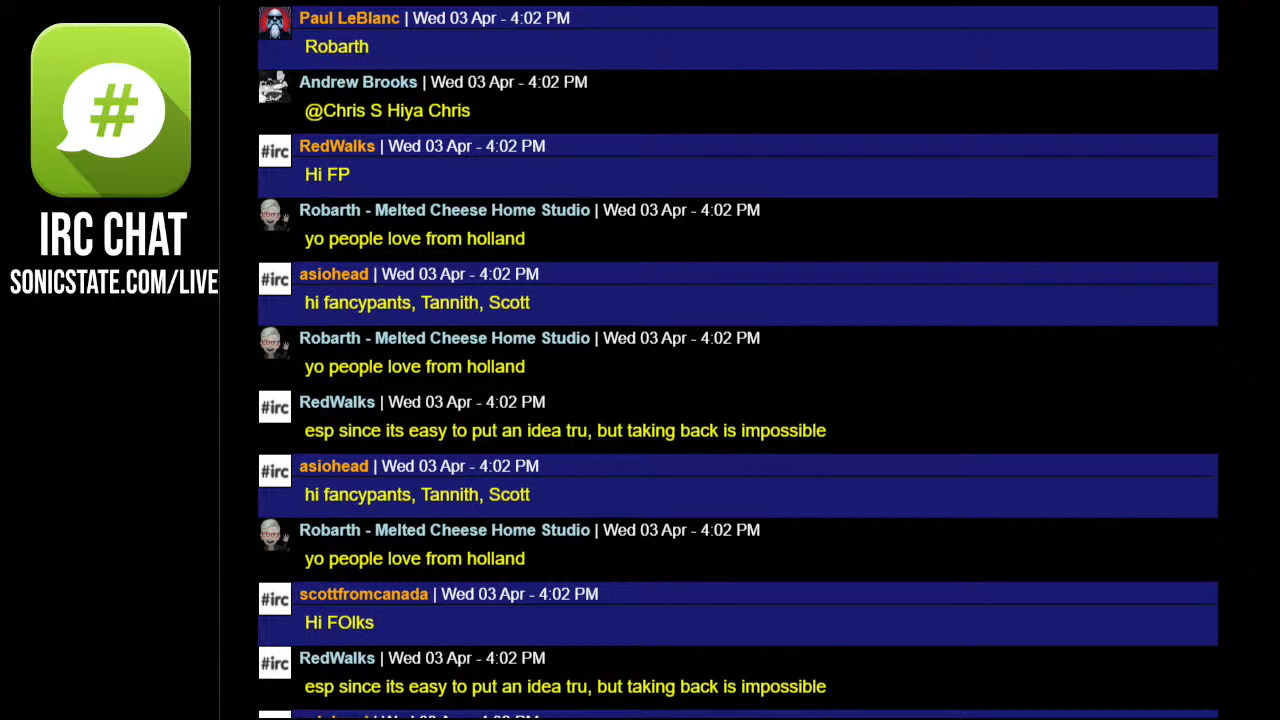 #
IRC CHAT
SONICSTATE.COM/LIVE
Paul LeBlanc | Wed 03 Apr - 4:02 PM
Robarth
Andrew Brooks | Wed 03 Apr - 4:02 PM
@Chris S Hiya Chris
#irc RedWalks | Wed 03 Apr - 4:02 PM
Hi FP
Robarth - Melted Cheese Home Studio | Wed 03 Apr - 4:02 PM
yo people love from holland
#irc asiohead | Wed 03 Apr - 4:02 PM
hi fancypants, Tannith, Scott
Robarth - Melted Cheese Home Studio | Wed 03 Apr - 4:02 PM
yo people love from holland
#irc RedWalks | Wed 03 Apr - 4:02 PM
esp since its easy to put an idea tru, but taking back is impossible
#irc asiohead | Wed 03 Apr - 4:02 PM
hi fancypants, Tannith, Scott
Robarth - Melted Cheese Home Studio | Wed 03 Apr - 4:02 PM
yo people love from holland
#irc scottfromcanada | Wed 03 Apr - 4:02 PM
Hi FOlks
#irc RedWalks | Wed 03 Apr - 4:02 PM
esp since its easy to put an idea tru, but taking back is impossible